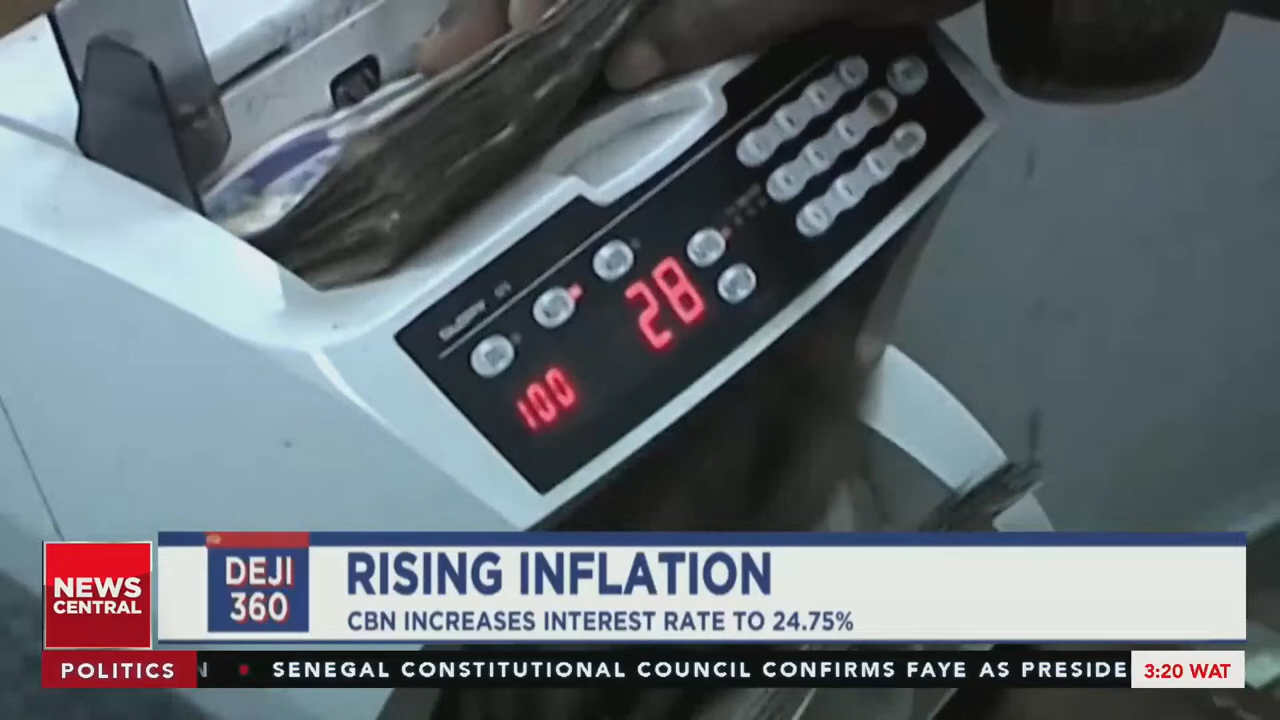 28
100
DEJI
360
RISING INFLATION
CBN INCREASES INTEREST RATE TO 24.75%
NEWS
CENTRAL
POLITICS
N ▪ SENEGAL CONSTITUTIONAL COUNCIL CONFIRMS FAYE AS PRESIDE
3:20 WAT